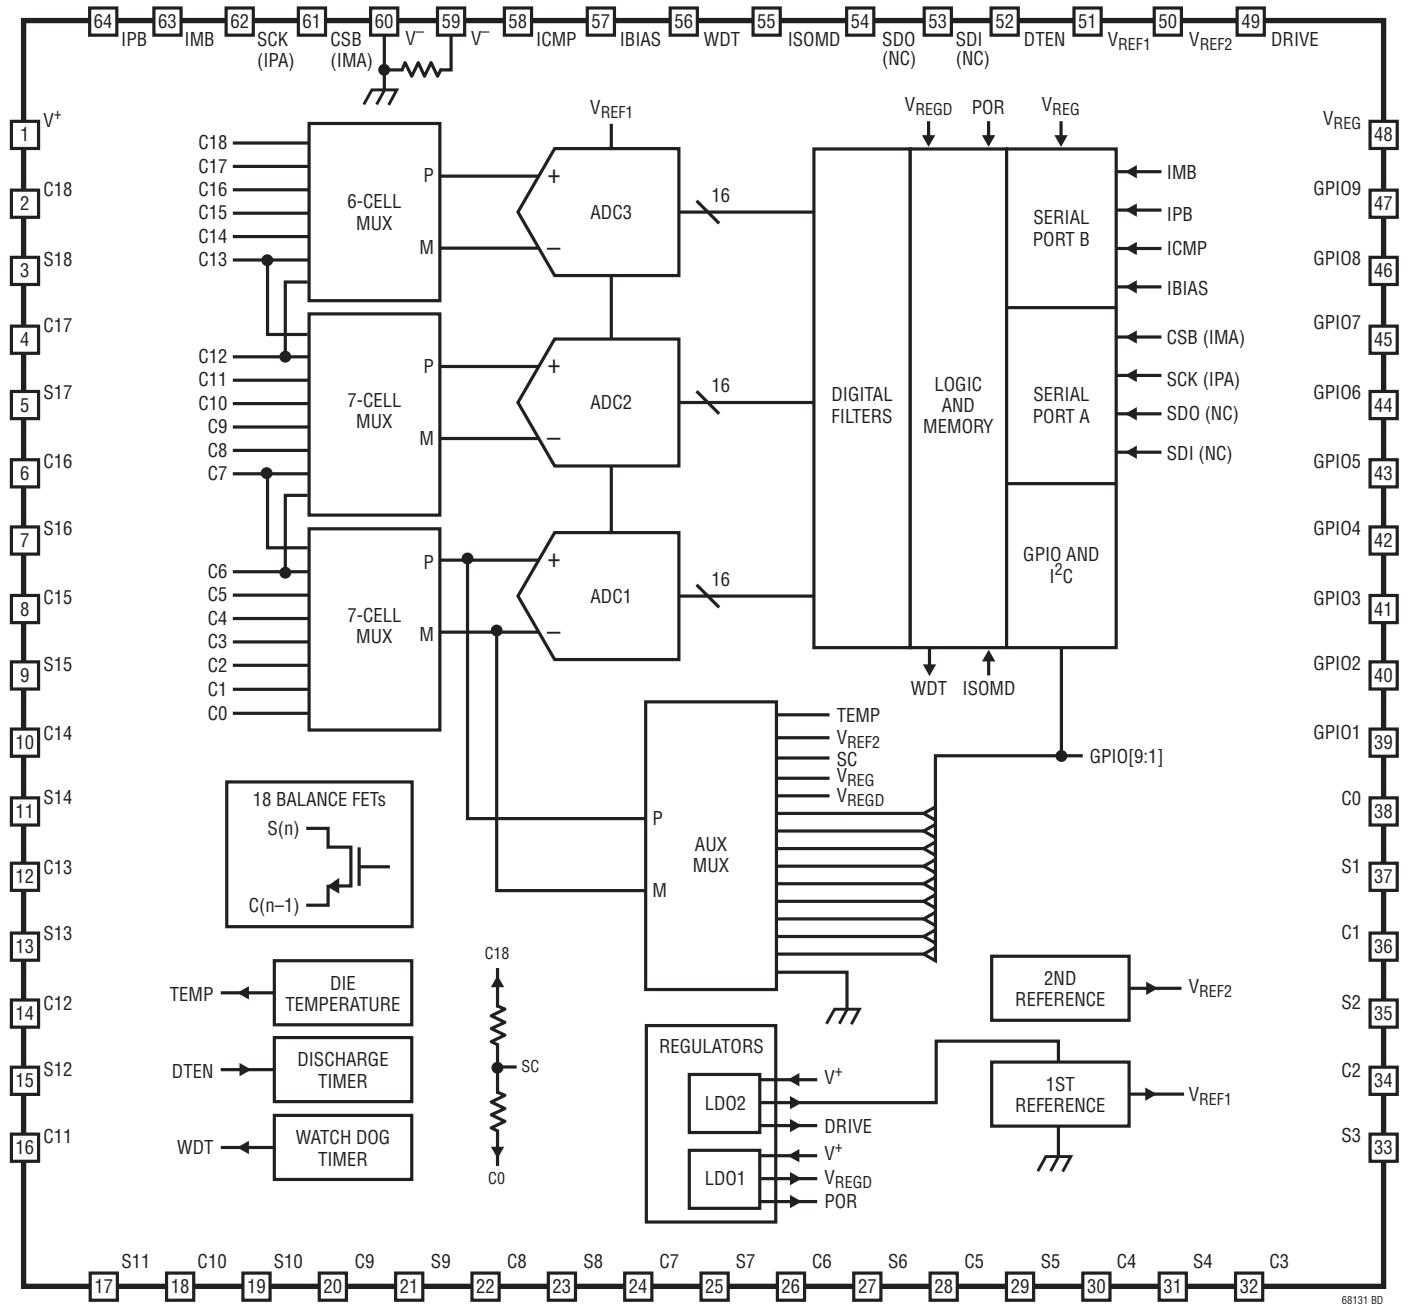 64 63 62 61 60 59 58 57 56 55 54 53 52 51 50 49
IPB IMB SCK (IPA) CSB (IMA) V– V– ICMP IBIAS WDT ISOMD SDO (NC) SDI (NC) DTEN VREF1 VREF2 DRIVE
1 V+
2 C18
3 S18
4 C17
5 S17
6 C16
7 S16
8 C15
9 S15
10 C14
11 S14
12 C13
13 S13
14 C12
15 S12
16 C11
C18
C17
C16
C15
C14
C13
C12
C11
C10
C9
C8
C7
C6
C5
C4
C3
C2
C1
C0
6-CELL
MUX
P
M
7-CELL
MUX
P
M
7-CELL
MUX
P
M
VREF1
+
–
ADC3
16
+
–
ADC2
16
+
–
ADC1
16
VREGD POR VREG
DIGITAL
FILTERS
LOGIC
AND
MEMORY
SERIAL
PORT B
SERIAL
PORT A
GPIO AND
I2C
IMB
IPB
ICMP
IBIAS
CSB (IMA)
SCK (IPA)
SDO (NC)
SDI (NC)
WDT ISOMD
GPIO[9:1]
TEMP
VREF2
SC
VREG
VREGD
P
M
AUX
MUX
18 BALANCE FETs
S(n)
C(n–1)
TEMP
DIE
TEMPERATURE
DTEN
DISCHARGE
TIMER
WDT
WATCH DOG
TIMER
C18
SC
C0
REGULATORS
LDO2
V+
DRIVE
LDO1
V+
VREGD
POR
2ND
REFERENCE
VREF2
1ST
REFERENCE
VREF1
VREG 48
GPIO9 47
GPIO8 46
GPIO7 45
GPIO6 44
GPIO5 43
GPIO4 42
GPIO3 41
GPIO2 40
GPIO1 39
C0 38
S1 37
C1 36
S2 35
C2 34
S3 33
S11 C10 S10 C9 S9 C8 S8 C7 S7 C6 S6 C5 S5 C4 S4 C3
17 18 19 20 21 22 23 24 25 26 27 28 29 30 31 32
68131 BD